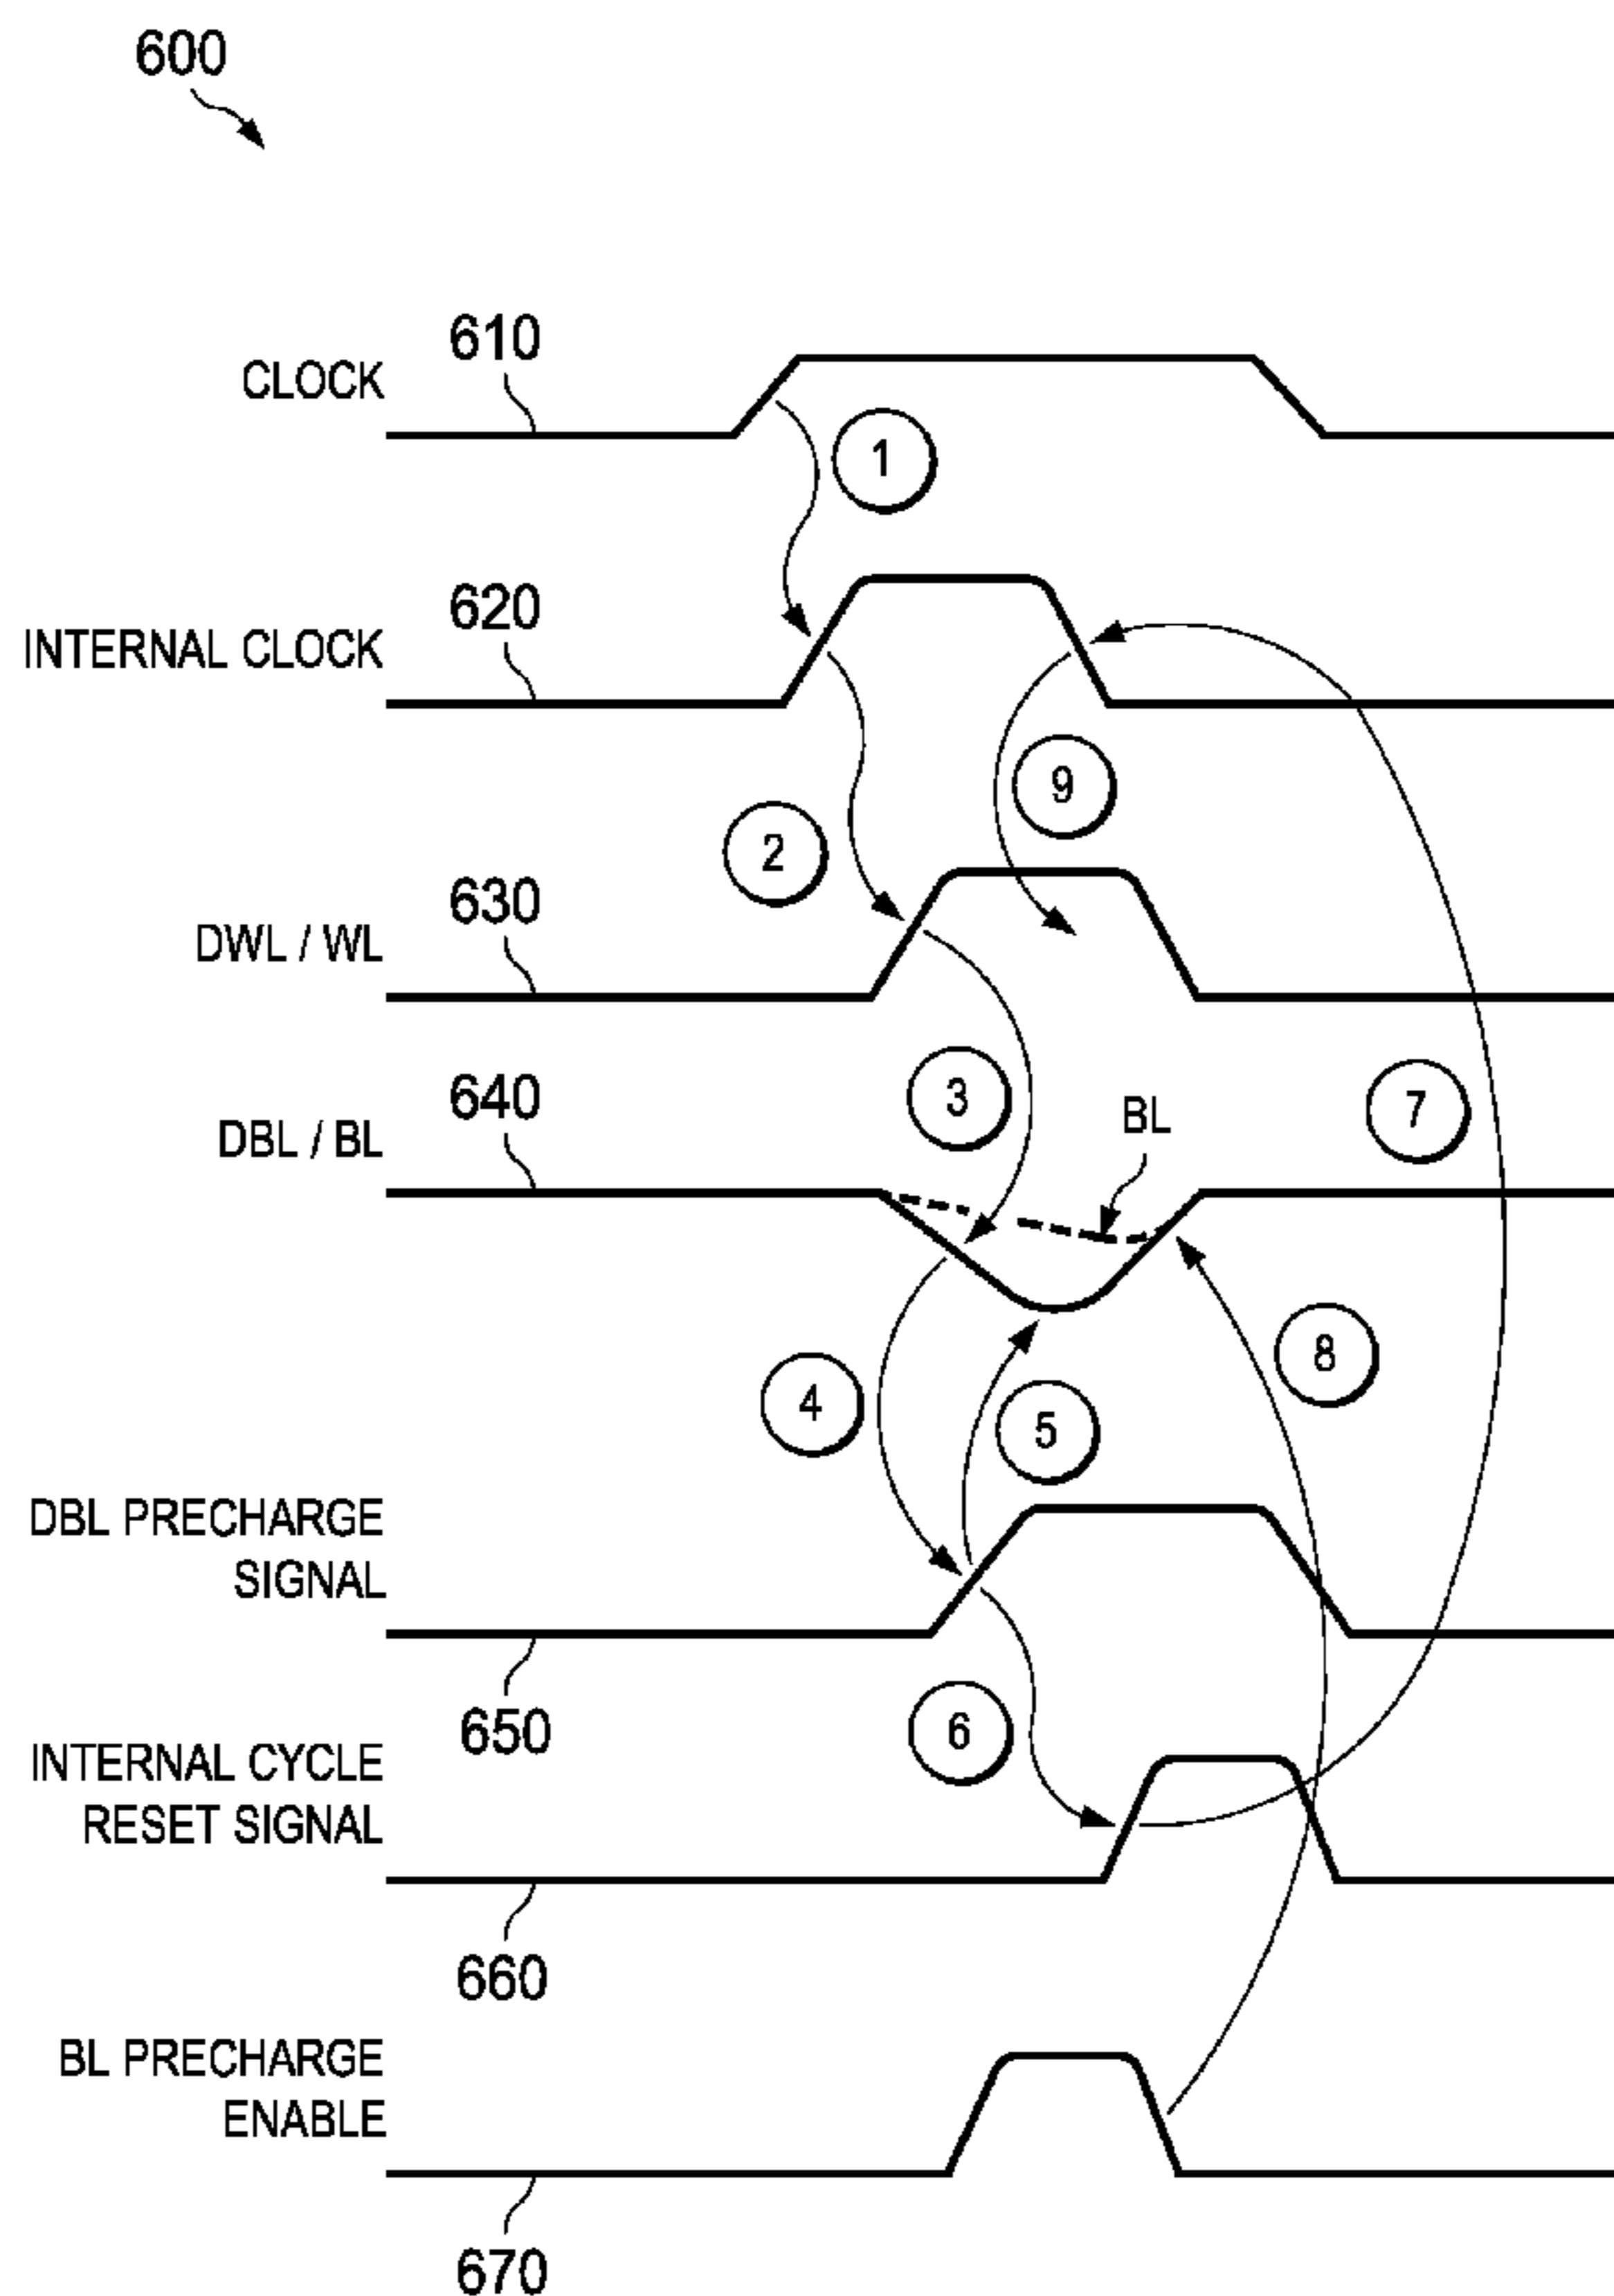 600
610
CLOCK
1
620
INTERNAL CLOCK
9
2
630
DWL / WL
3
7
640
BL
DBL / BL
8
4
5
DBL PRECHARGE
SIGNAL
650
6
INTERNAL CYCLE
RESET SIGNAL
660
BL PRECHARGE
ENABLE
670